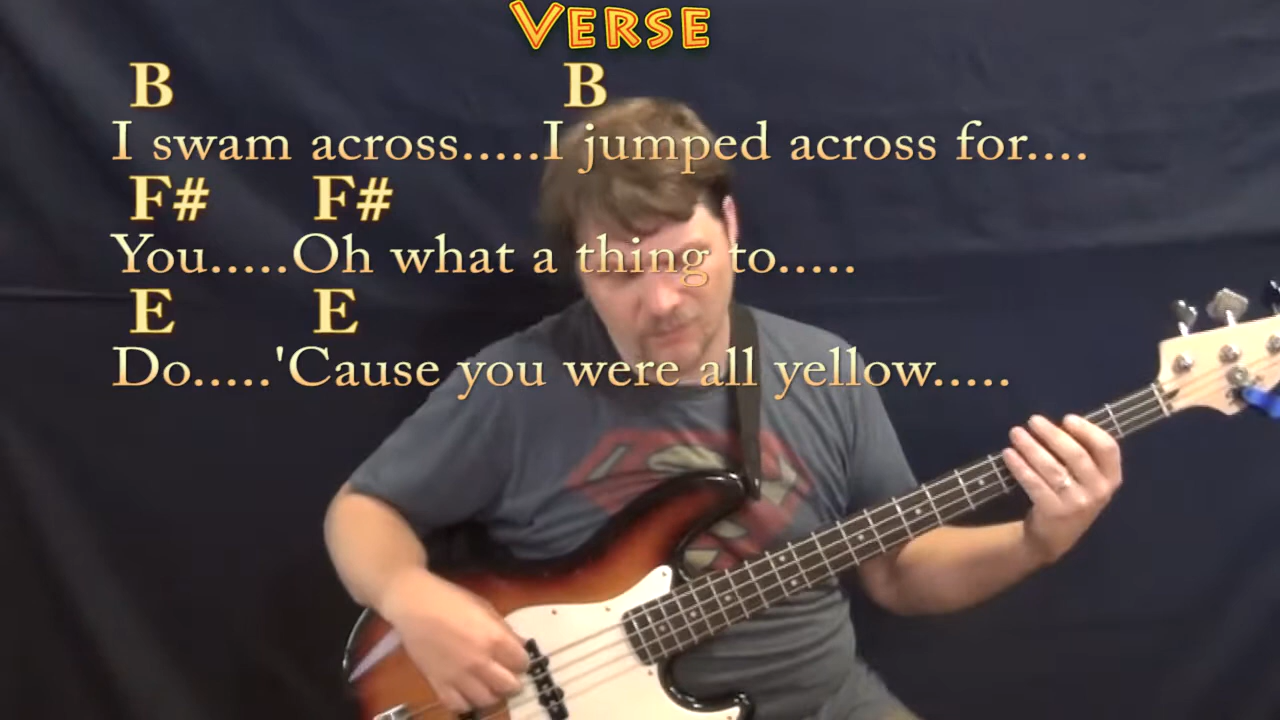 VERSE
B B
I swam across.....I jumped across for....
F# F#
You.....Oh what a thing to.....
E E
Do.....'Cause you were all yellow.....